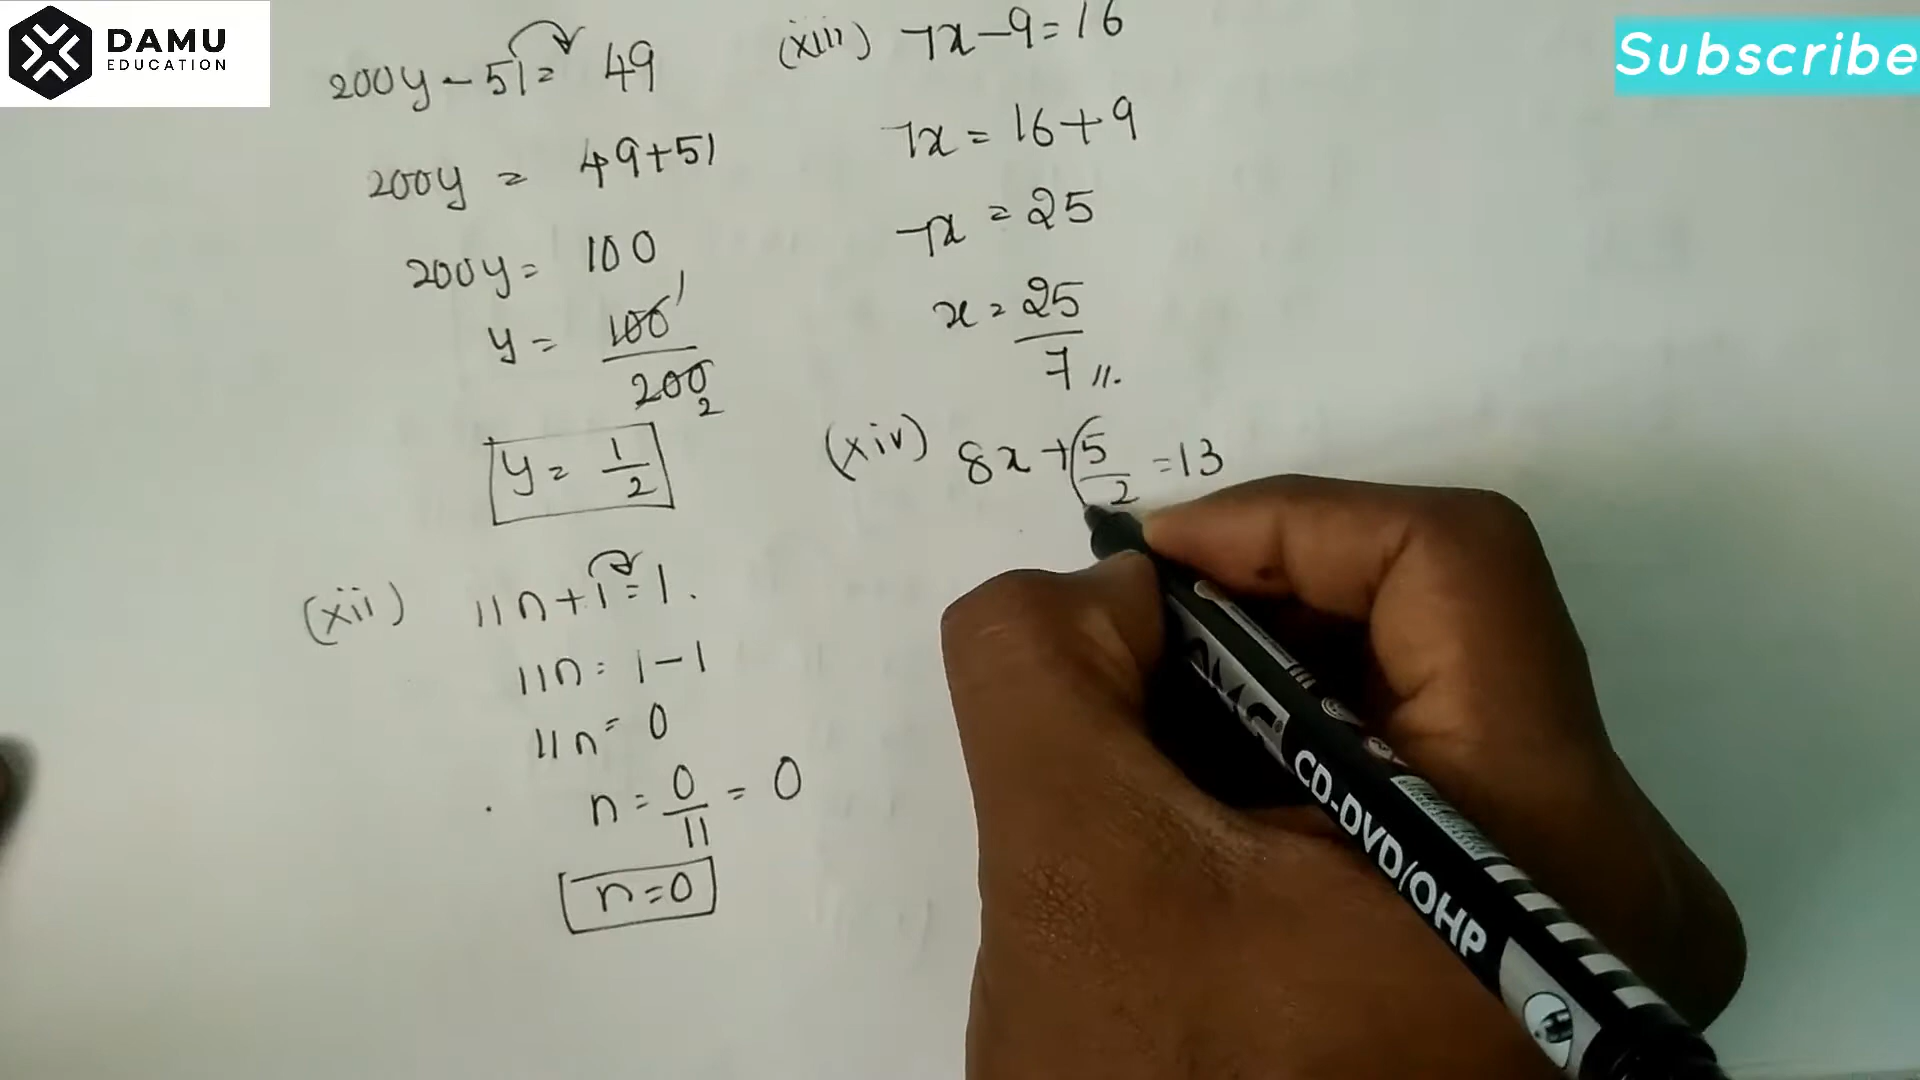 DAMU
EDUCATION
Subscribe
200y - 51 = 49
200y = 49+51
200y = 100
y = 100/200
1
2
y = 1/2
(xii) 11n+1=1.
11n = 1-1
11n = 0
n = 0/11 = 0
n=0
(xiii) 7x-9=16
7x = 16+9
7x = 25
x = 25/7 //.
(xiv) 8x+5/2=13
CD-DVD/OHP